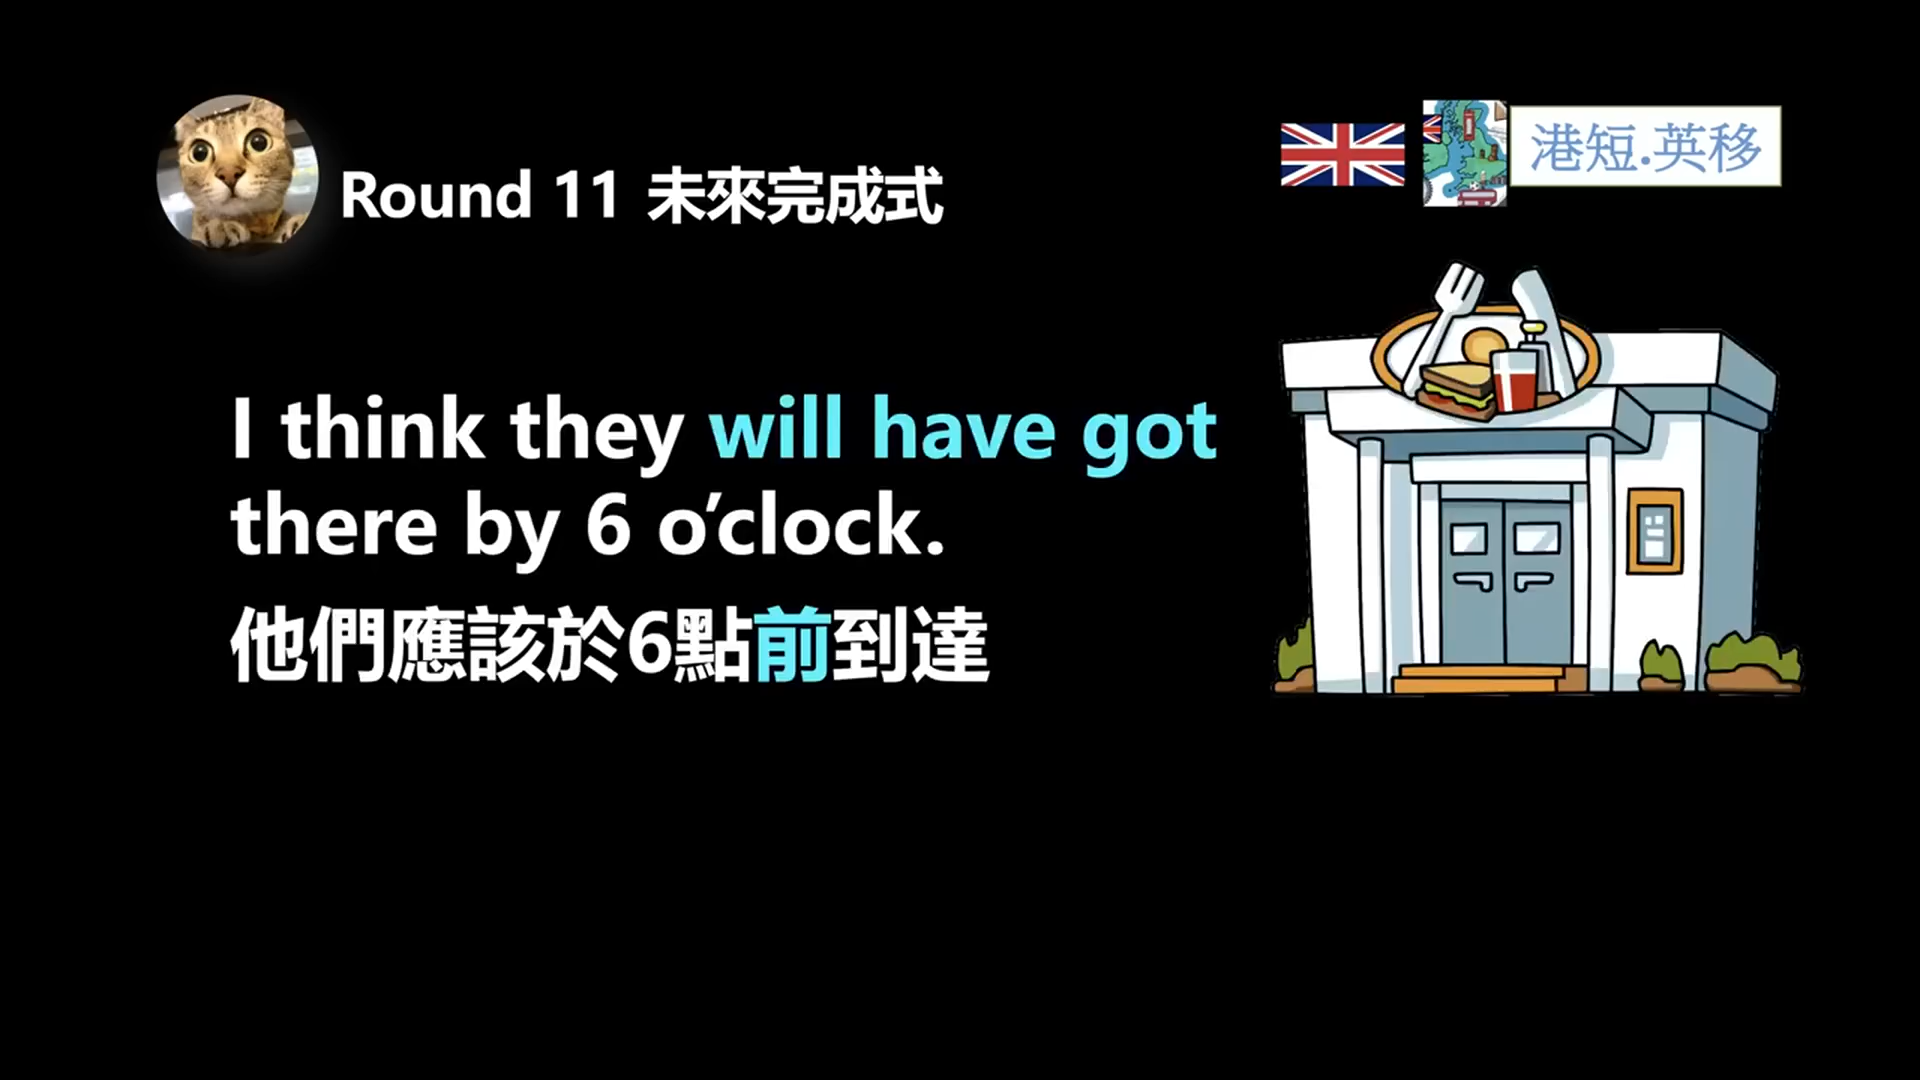 Round 11 未來完成式
港短.英移
I think they will have got
there by 6 o’clock.
他們應該於6點前到達